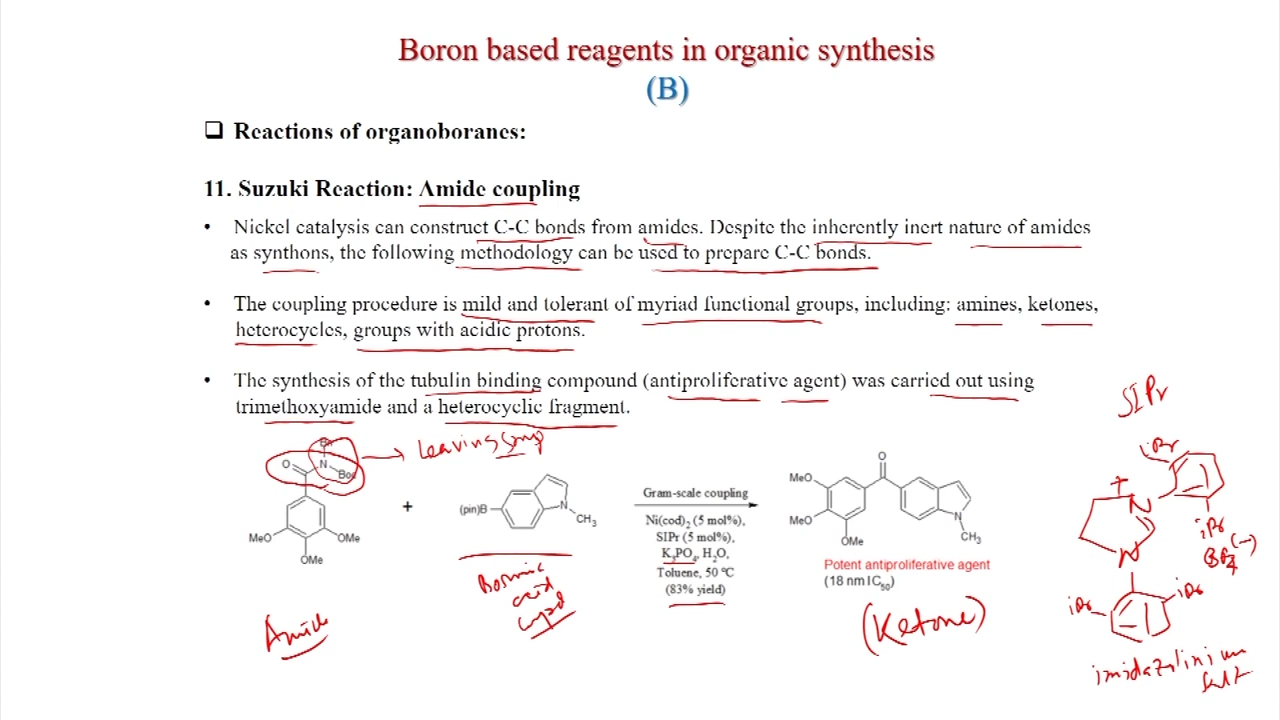 Boron based reagents in organic synthesis
(B)
❑ Reactions of organoboranes:
11. Suzuki Reaction: Amide coupling
• Nickel catalysis can construct C-C bonds from amides. Despite the inherently inert nature of amides
as synthons, the following methodology can be used to prepare C-C bonds.
• The coupling procedure is mild and tolerant of myriad functional groups, including: amines, ketones,
heterocycles, groups with acidic protons.
• The synthesis of the tubulin binding compound (antiproliferative agent) was carried out using
trimethoxyamide and a heterocyclic fragment.
Leaving group
O
N
Boc
MeO
OMe
OMe
Amide
+
(pin)B
N
CH3
Boronic
acid
cmpd
Gram-scale coupling
Ni(cod)2 (5 mol%),
SIPr (5 mol%),
K3PO4, H2O,
Toluene, 50 °C
(83% yield)
O
MeO
MeO
OMe
N
CH3
Potent antiproliferative agent
(18 nm IC50)
(Ketone)
SIPr
iPr
+
N
iPr
BF4 (-)
N
iPr
iPr
imidazolinium
salt